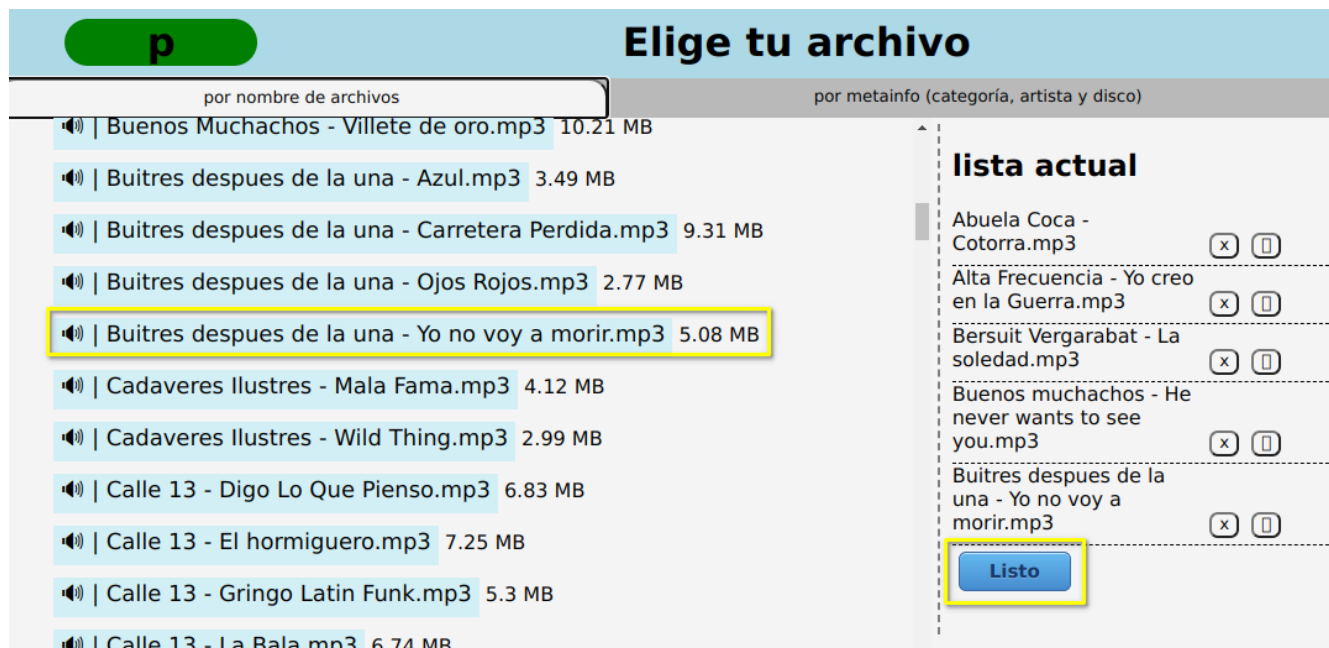 p
Elige tu archivo
por nombre de archivos
por metainfo (categoría, artista y disco)
| Buenos Muchachos - Villete de oro.mp3 10.21 MB
| Buitres despues de la una - Azul.mp3 3.49 MB
| Buitres despues de la una - Carretera Perdida.mp3 9.31 MB
| Buitres despues de la una - Ojos Rojos.mp3 2.77 MB
| Buitres despues de la una - Yo no voy a morir.mp3 5.08 MB
| Cadaveres Ilustres - Mala Fama.mp3 4.12 MB
| Cadaveres Ilustres - Wild Thing.mp3 2.99 MB
| Calle 13 - Digo Lo Que Pienso.mp3 6.83 MB
| Calle 13 - El hormiguero.mp3 7.25 MB
| Calle 13 - Gringo Latin Funk.mp3 5.3 MB
| Calle 13 - La Bala.mp3 6.74 MB
lista actual
Abuela Coca -
Cotorra.mp3 x
Alta Frecuencia - Yo creo
en la Guerra.mp3 x
Bersuit Vergarabat - La
soledad.mp3 x
Buenos muchachos - He
never wants to see
you.mp3 x
Buitres despues de la
una - Yo no voy a
morir.mp3 x
Listo